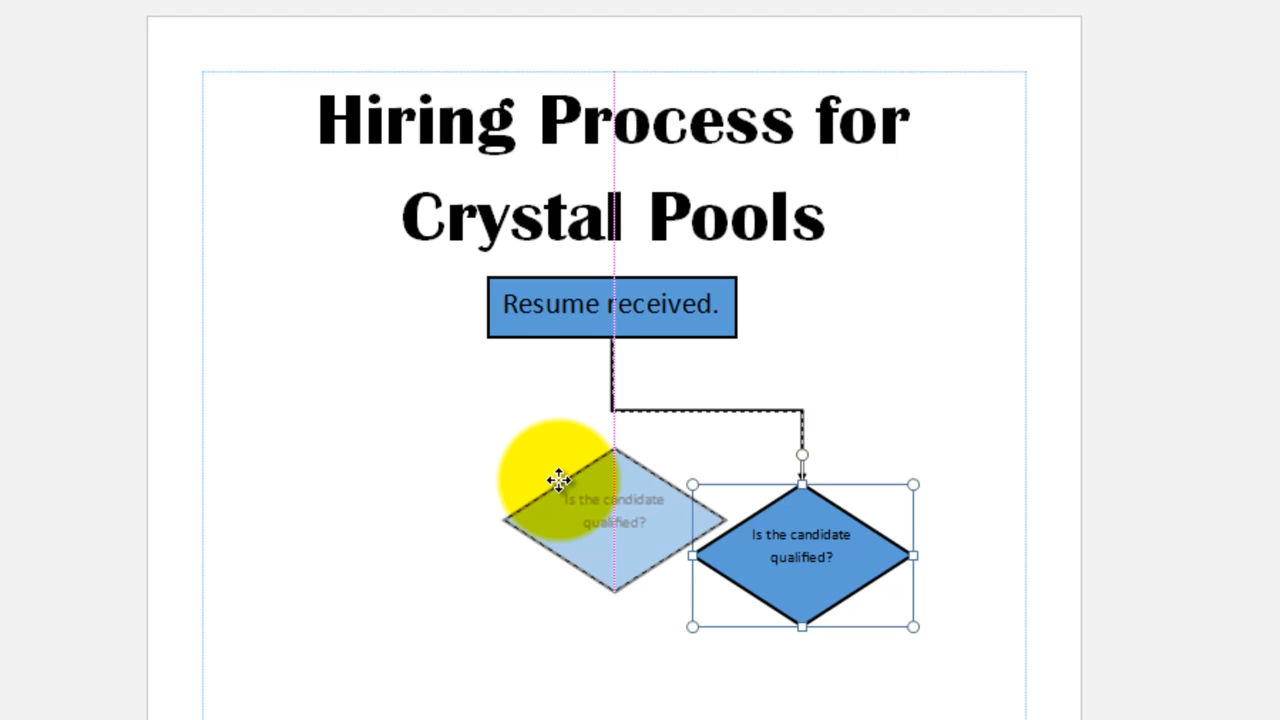 Hiring Process for
Crystal Pools
Resume received.
Is the candidate
qualified?
Is the candidate
qualified?